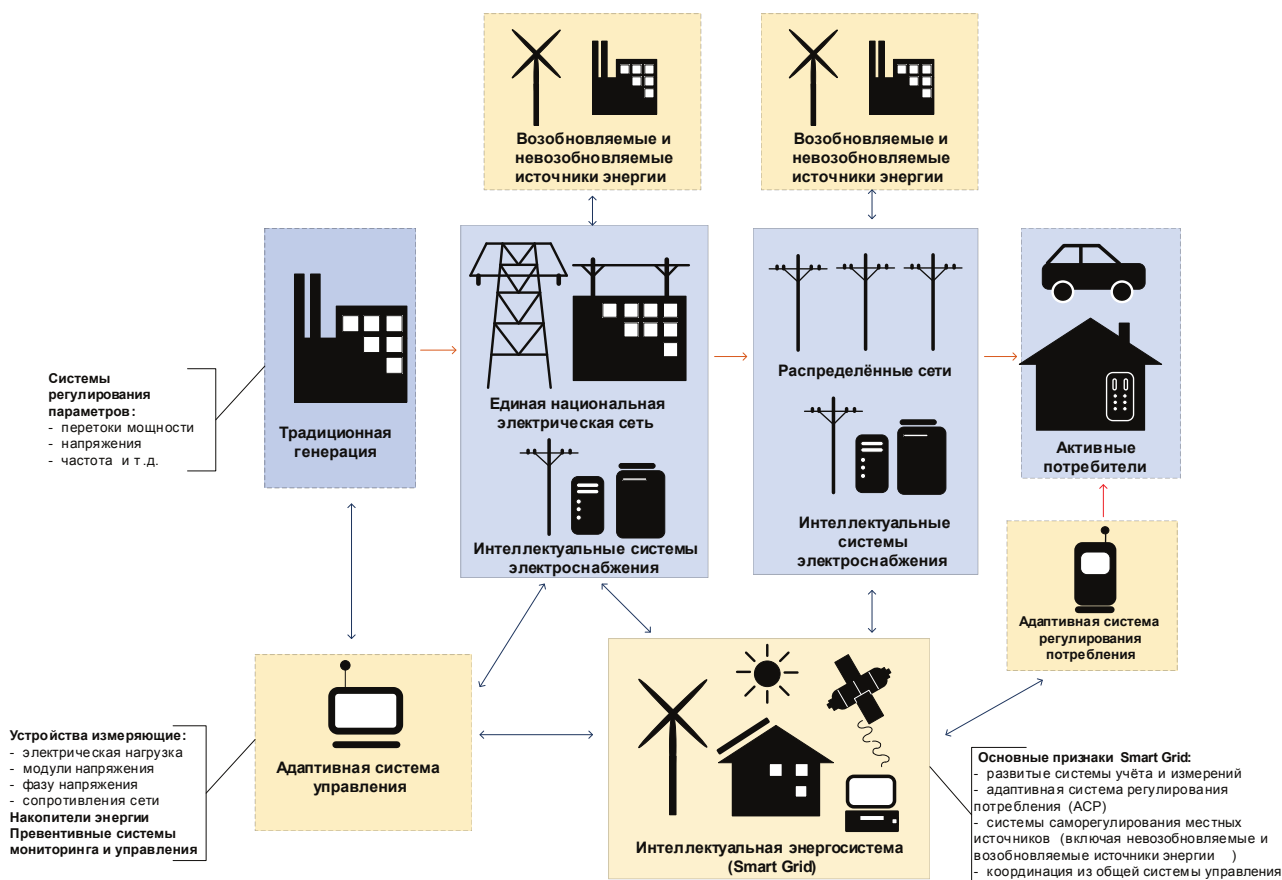 Возобновляемые и
невозобновляемые
источники энергии
Возобновляемые и
невозобновляемые
источники энергии
Системы
регулирования
параметров:
- перетоки мощности
- напряжения
- частота и т.д.
Традиционная
генерация
Единая национальная
электрическая сеть
Интеллектуальные системы
электроснабжения
Распределённые сети
Интеллектуальные
системы
электроснабжения
Активные
потребители
Адаптивная система
регулирования
потребления
Устройства измеряющие:
- электрическая нагрузка
- модули напряжения
- фазу напряжения
- сопротивления сети
Накопители энергии
Превентивные системы
мониторинга и управления
Адаптивная система
управления
Интеллектуальная энергосистема
(Smart Grid)
Основные признаки Smart Grid:
- развитые системы учёта и измерений
- адаптивная система регулирования
потребления (АСР)
- системы саморегулирования местных
источников (включая невозобновляемые и
возобновляемые источники энергии )
- координация из общей системы управления